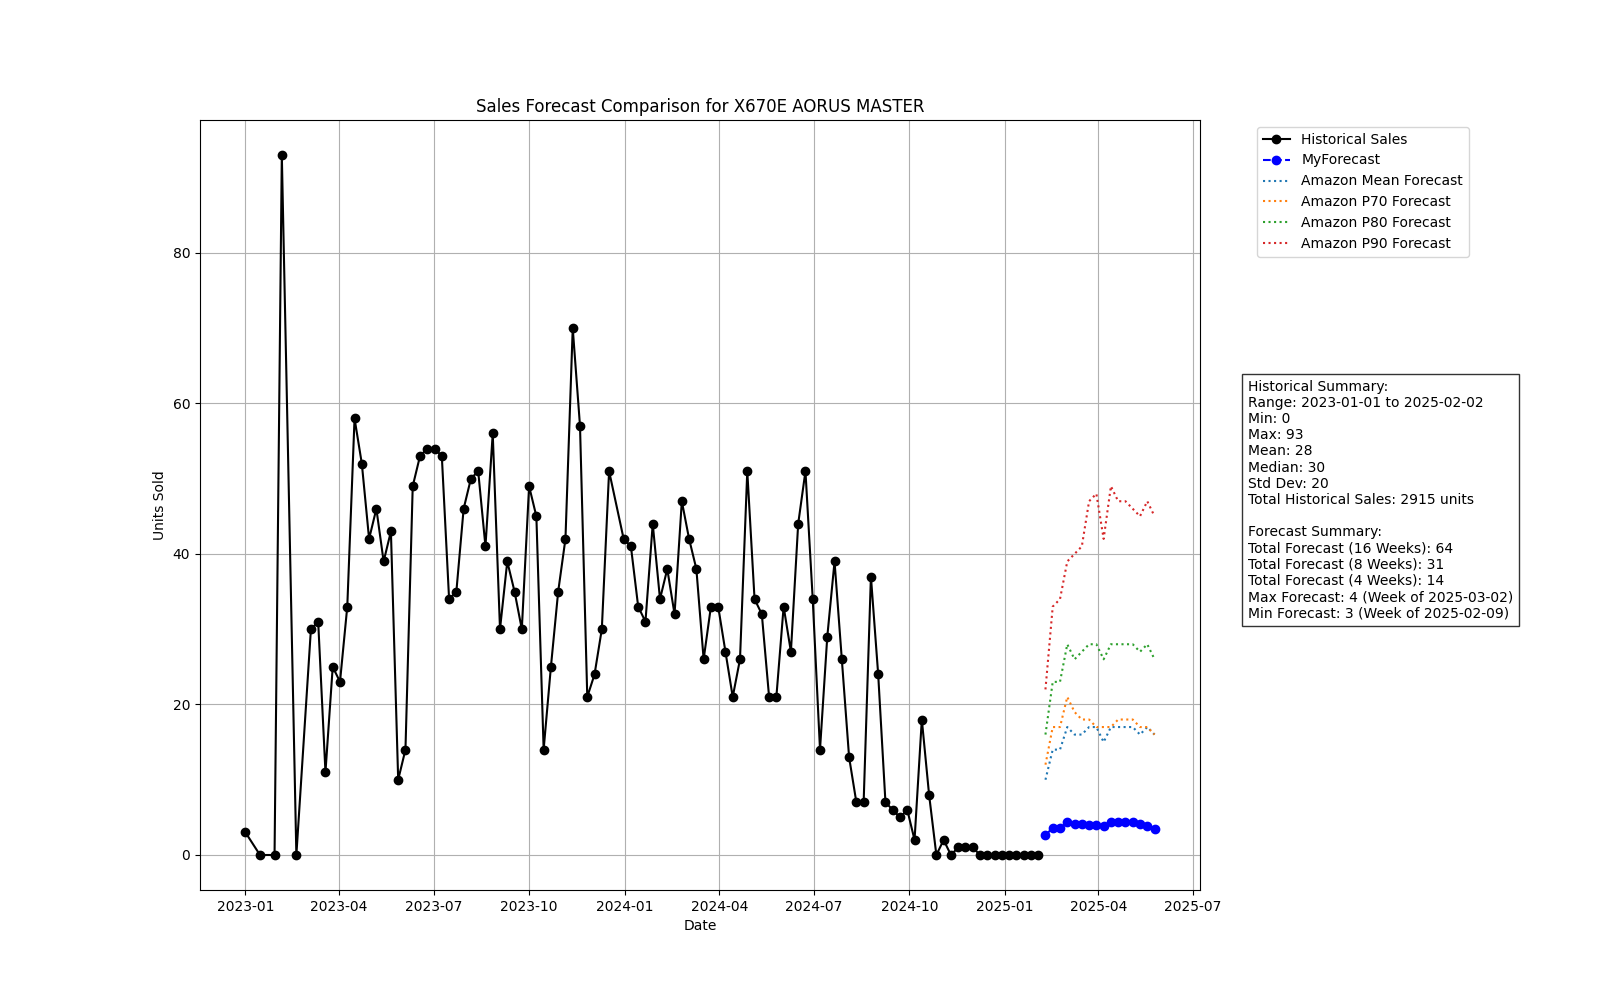 Sales Forecast Comparison for X670E AORUS MASTER
Units Sold
80
60
40
20
0
2023-01 2023-04 2023-07 2023-10 2024-01 2024-04 2024-07 2024-10 2025-01 2025-04 2025-07
Date
Historical Sales
MyForecast
Amazon Mean Forecast
Amazon P70 Forecast
Amazon P80 Forecast
Amazon P90 Forecast
Historical Summary:
Range: 2023-01-01 to 2025-02-02
Min: 0
Max: 93
Mean: 28
Median: 30
Std Dev: 20
Total Historical Sales: 2915 units
Forecast Summary:
Total Forecast (16 Weeks): 64
Total Forecast (8 Weeks): 31
Total Forecast (4 Weeks): 14
Max Forecast: 4 (Week of 2025-03-02)
Min Forecast: 3 (Week of 2025-02-09)